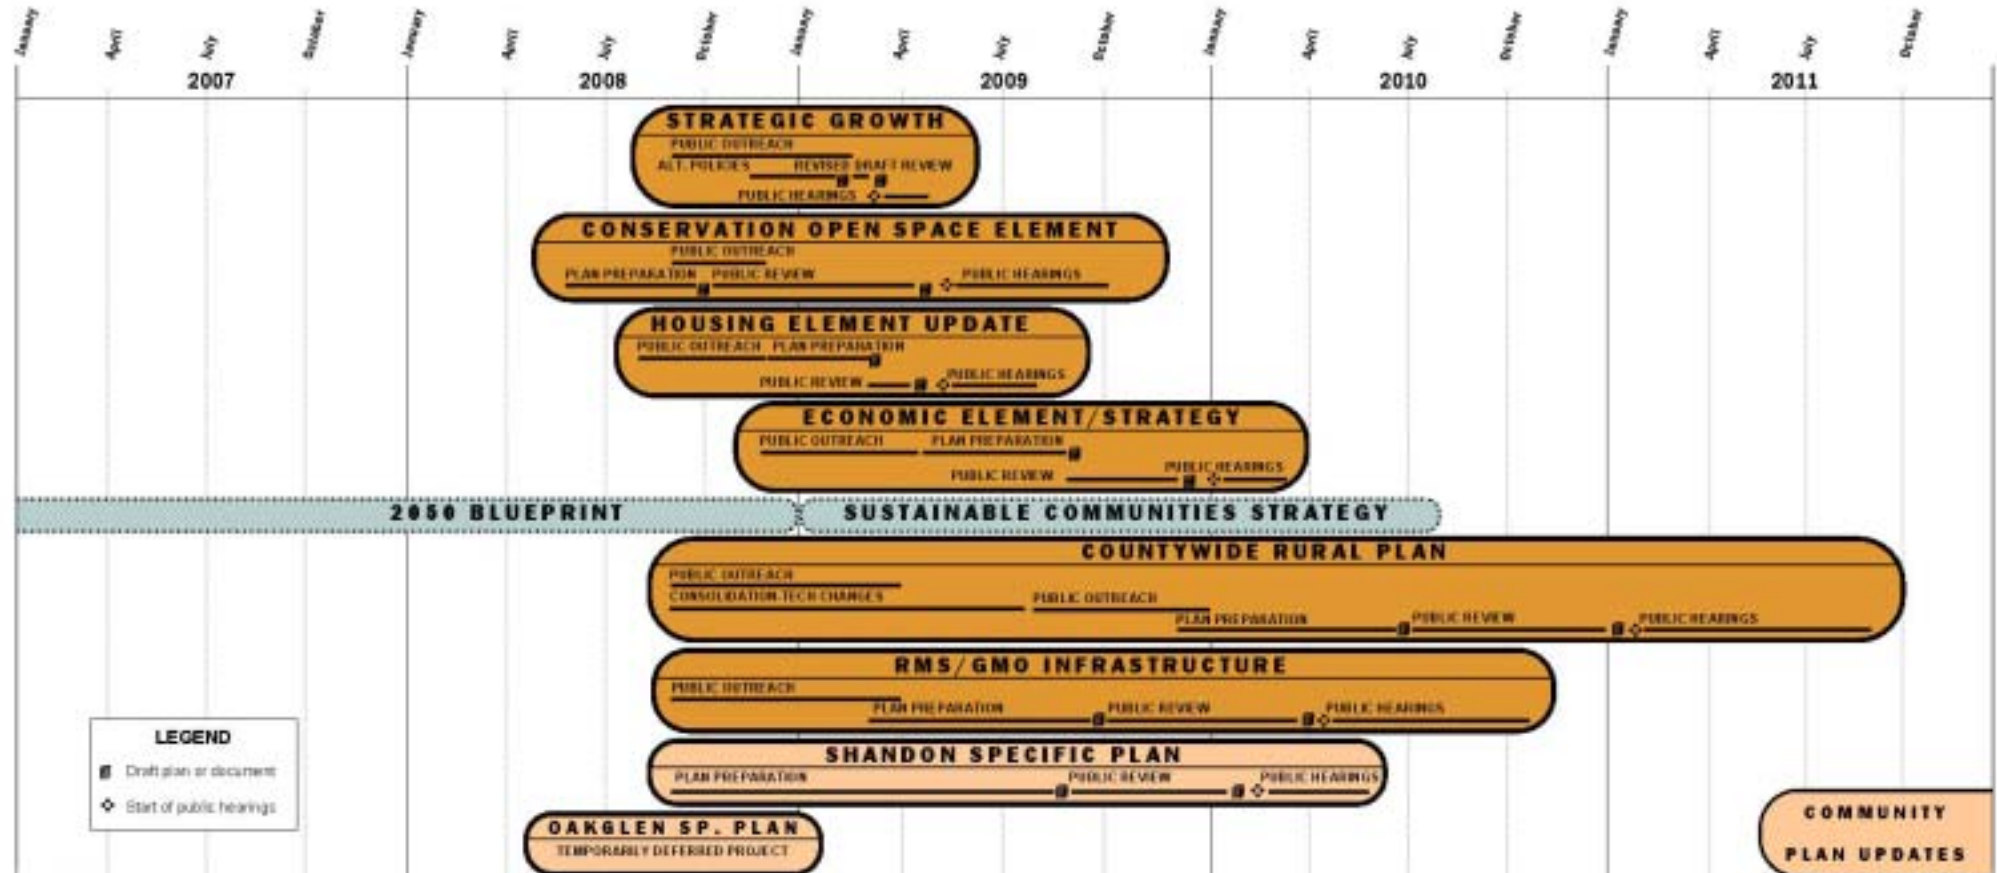 January April July October January April July October January April July October January April July October January April July October
2007 2008 2009 2010 2011
STRATEGIC GROWTH
PUBLIC OUTREACH
ALT. POLICIES REVISED DRAFT REVIEW
PUBLIC HEARINGS
CONSERVATION OPEN SPACE ELEMENT
PUBLIC OUTREACH
PLAN PREPARATION PUBLIC REVIEW PUBLIC HEARINGS
HOUSING ELEMENT UPDATE
PUBLIC OUTREACH PLAN PREPARATION
PUBLIC REVIEW PUBLIC HEARINGS
ECONOMIC ELEMENT/STRATEGY
PUBLIC OUTREACH PLAN PREPARATION
PUBLIC REVIEW PUBLIC HEARINGS
2050 BLUEPRINT SUSTAINABLE COMMUNITIES STRATEGY
COUNTYWIDE RURAL PLAN
PUBLIC OUTREACH
CONSOLIDATION-TECH CHANGES PUBLIC OUTREACH
PLAN PREPARATION PUBLIC REVIEW PUBLIC HEARINGS
RMS/GMO INFRASTRUCTURE
PUBLIC OUTREACH
PLAN PREPARATION PUBLIC REVIEW PUBLIC HEARINGS
SHANDON SPECIFIC PLAN
PLAN PREPARATION PUBLIC REVIEW PUBLIC HEARINGS
OAKGLEN SP. PLAN
TEMPORARILY DEFERRED PROJECT
COMMUNITY
PLAN UPDATES
LEGEND
Draft plan or document
Start of public hearings